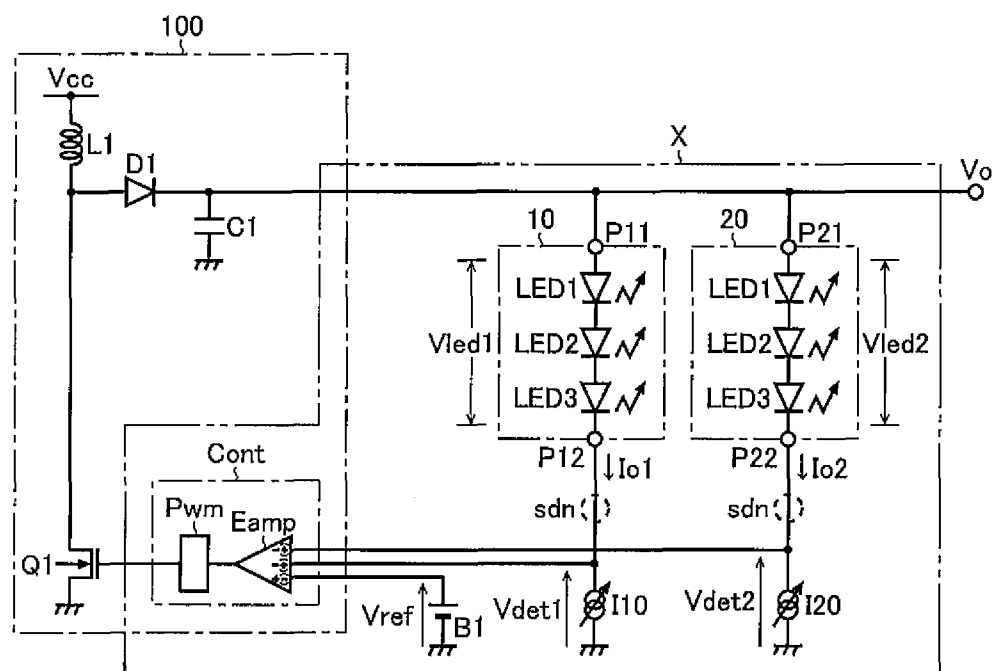 100
Vcc
L1
D1
C1
X
Vo
10
P11
20
P21
LED1
LED1
Vled1
LED2
LED2
Vled2
LED3
LED3
P12
Io1
P22
Io2
Cont
sdn
sdn
Pwm
Eamp
Q1
Vref
B1
Vdet1
I10
Vdet2
I20